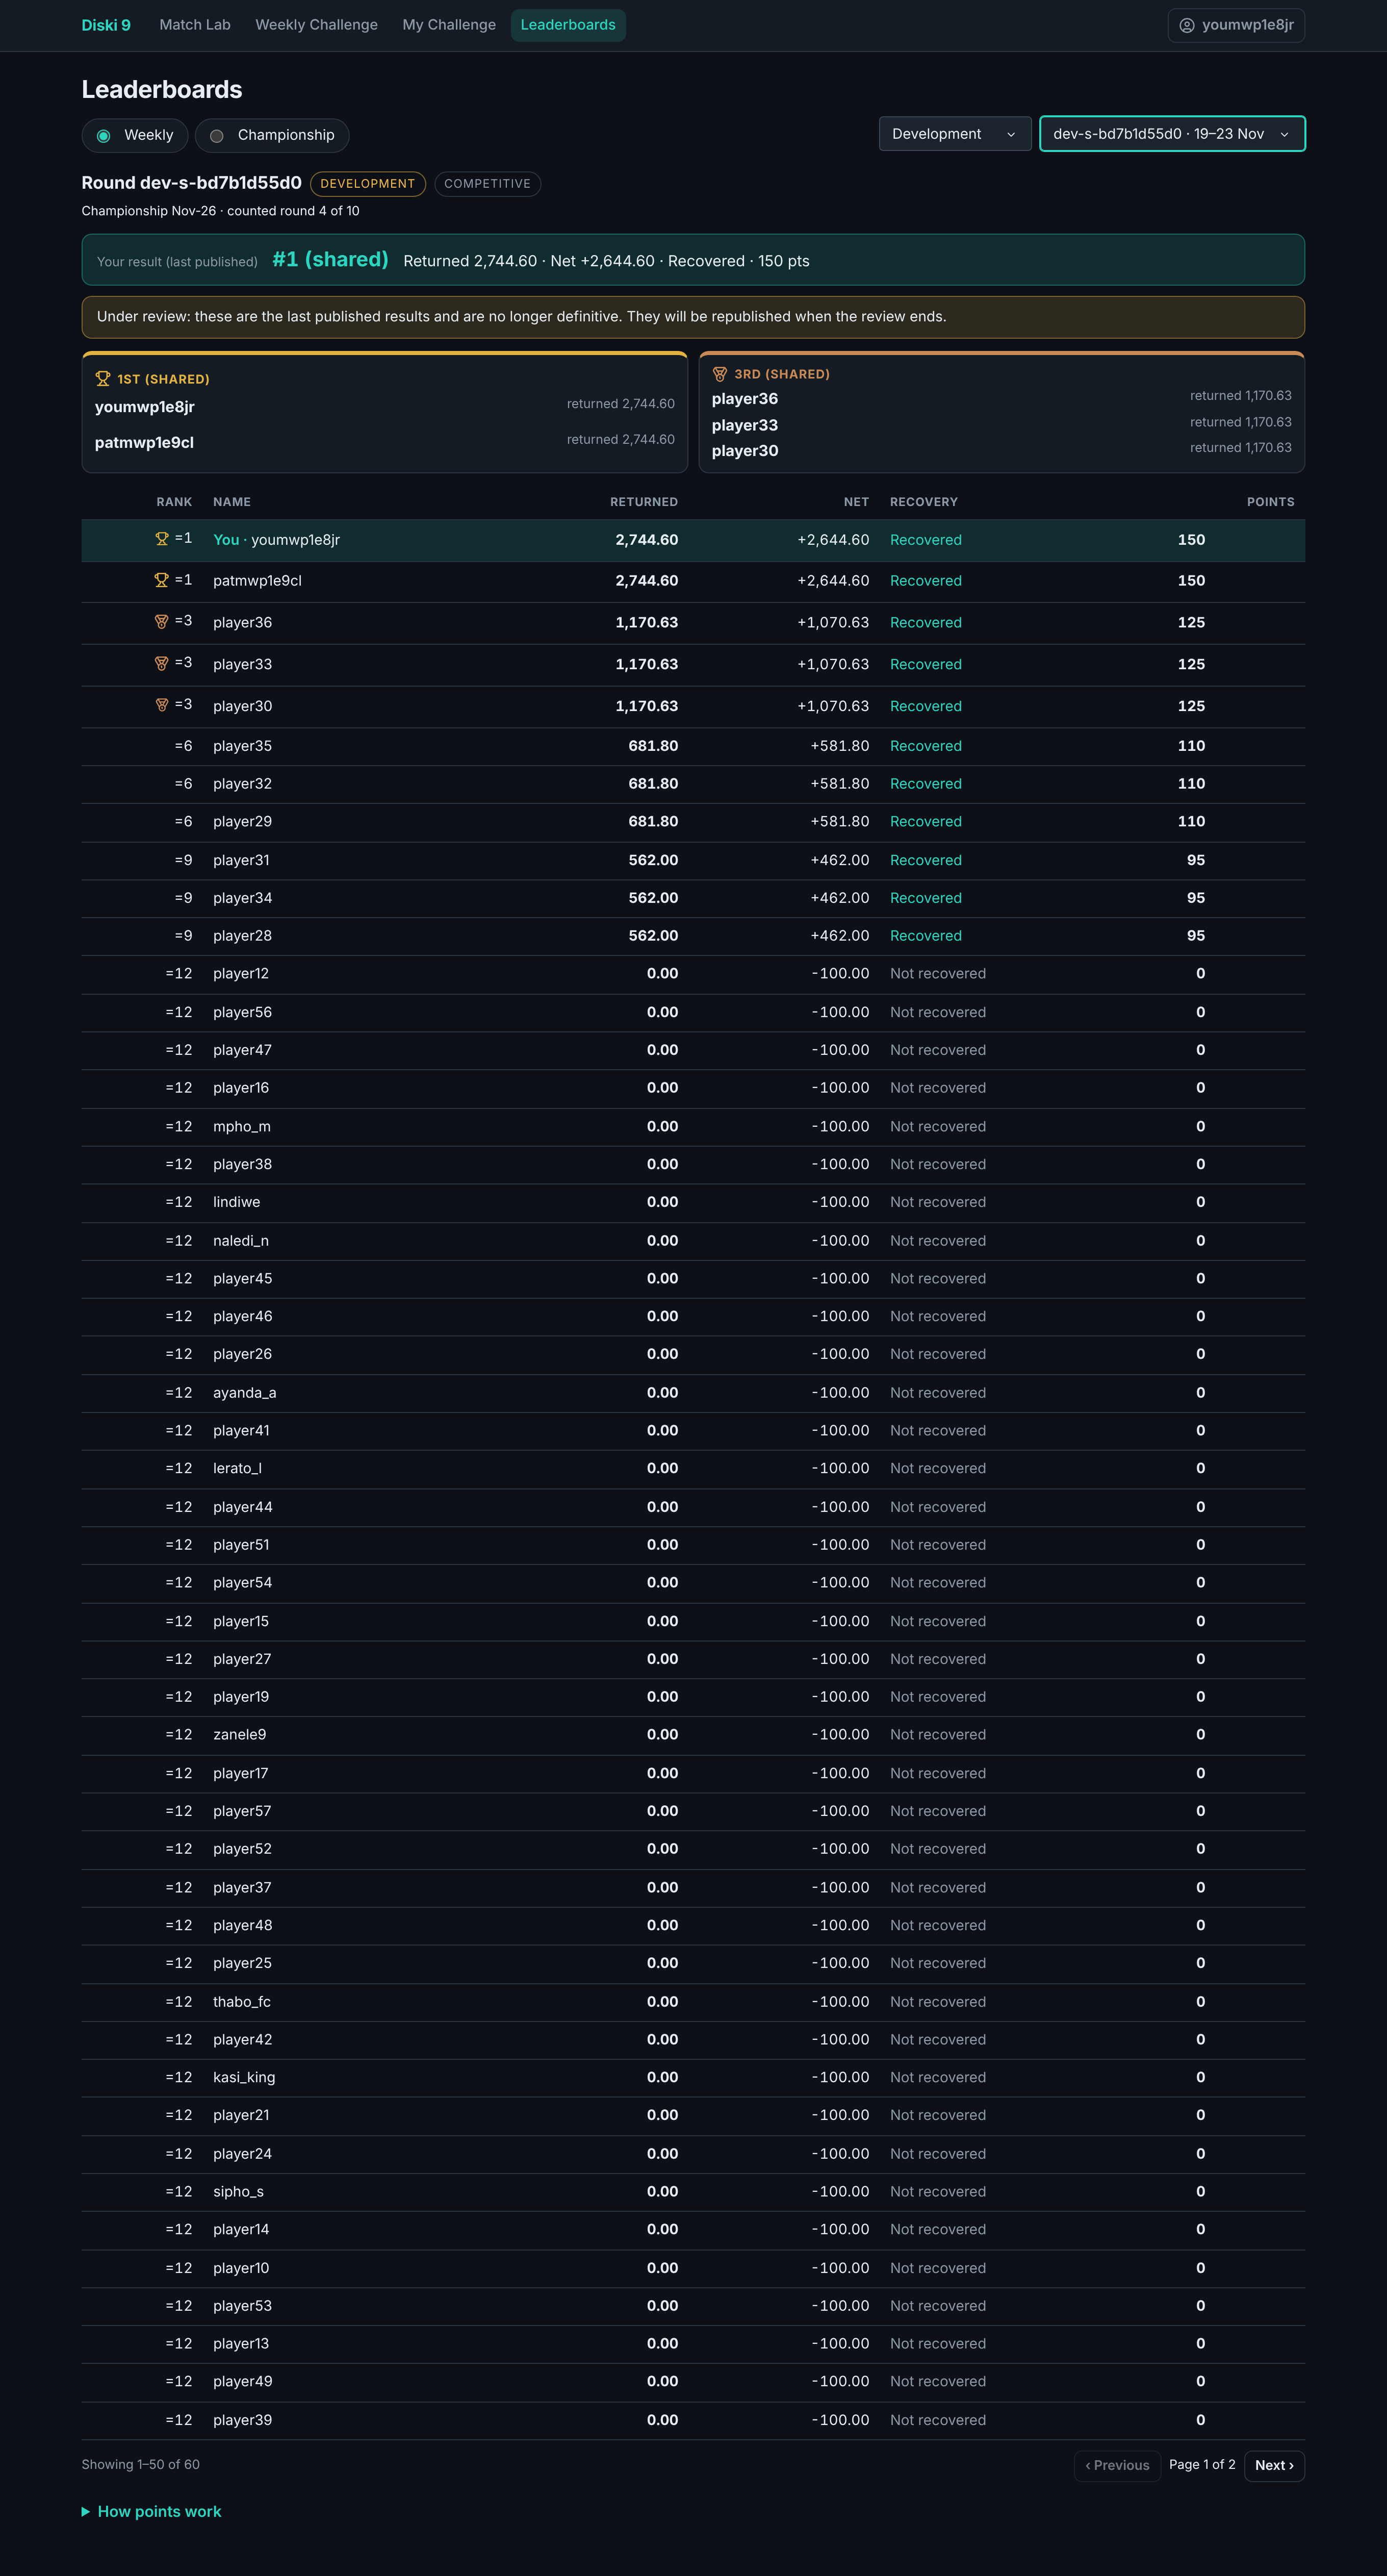 Diski 9 Match Lab Weekly Challenge My Challenge Leaderboards youmwp1e8jr
Leaderboards
Weekly Championship Development dev-s-bd7b1d55d0 · 19–23 Nov
Round dev-s-bd7b1d55d0 DEVELOPMENT COMPETITIVE
Championship Nov-26 · counted round 4 of 10
Your result (last published) #1 (shared) Returned 2,744.60 · Net +2,644.60 · Recovered · 150 pts
Under review: these are the last published results and are no longer definitive. They will be republished when the review ends.
1ST (SHARED)
youmwp1e8jr returned 2,744.60
patmwp1e9cl returned 2,744.60
3RD (SHARED)
player36 returned 1,170.63
player33 returned 1,170.63
player30 returned 1,170.63
RANK NAME RETURNED NET RECOVERY POINTS
=1 You · youmwp1e8jr 2,744.60 +2,644.60 Recovered 150
=1 patmwp1e9cl 2,744.60 +2,644.60 Recovered 150
=3 player36 1,170.63 +1,070.63 Recovered 125
=3 player33 1,170.63 +1,070.63 Recovered 125
=3 player30 1,170.63 +1,070.63 Recovered 125
=6 player35 681.80 +581.80 Recovered 110
=6 player32 681.80 +581.80 Recovered 110
=6 player29 681.80 +581.80 Recovered 110
=9 player31 562.00 +462.00 Recovered 95
=9 player34 562.00 +462.00 Recovered 95
=9 player28 562.00 +462.00 Recovered 95
=12 player12 0.00 -100.00 Not recovered 0
=12 player56 0.00 -100.00 Not recovered 0
=12 player47 0.00 -100.00 Not recovered 0
=12 player16 0.00 -100.00 Not recovered 0
=12 mpho_m 0.00 -100.00 Not recovered 0
=12 player38 0.00 -100.00 Not recovered 0
=12 lindiwe 0.00 -100.00 Not recovered 0
=12 naledi_n 0.00 -100.00 Not recovered 0
=12 player45 0.00 -100.00 Not recovered 0
=12 player46 0.00 -100.00 Not recovered 0
=12 player26 0.00 -100.00 Not recovered 0
=12 ayanda_a 0.00 -100.00 Not recovered 0
=12 player41 0.00 -100.00 Not recovered 0
=12 lerato_l 0.00 -100.00 Not recovered 0
=12 player44 0.00 -100.00 Not recovered 0
=12 player51 0.00 -100.00 Not recovered 0
=12 player54 0.00 -100.00 Not recovered 0
=12 player15 0.00 -100.00 Not recovered 0
=12 player27 0.00 -100.00 Not recovered 0
=12 player19 0.00 -100.00 Not recovered 0
=12 zanele9 0.00 -100.00 Not recovered 0
=12 player17 0.00 -100.00 Not recovered 0
=12 player57 0.00 -100.00 Not recovered 0
=12 player52 0.00 -100.00 Not recovered 0
=12 player37 0.00 -100.00 Not recovered 0
=12 player48 0.00 -100.00 Not recovered 0
=12 player25 0.00 -100.00 Not recovered 0
=12 thabo_fc 0.00 -100.00 Not recovered 0
=12 player42 0.00 -100.00 Not recovered 0
=12 kasi_king 0.00 -100.00 Not recovered 0
=12 player21 0.00 -100.00 Not recovered 0
=12 player24 0.00 -100.00 Not recovered 0
=12 sipho_s 0.00 -100.00 Not recovered 0
=12 player14 0.00 -100.00 Not recovered 0
=12 player10 0.00 -100.00 Not recovered 0
=12 player53 0.00 -100.00 Not recovered 0
=12 player13 0.00 -100.00 Not recovered 0
=12 player49 0.00 -100.00 Not recovered 0
=12 player39 0.00 -100.00 Not recovered 0
Showing 1–50 of 60 ‹ Previous Page 1 of 2 Next ›
How points work